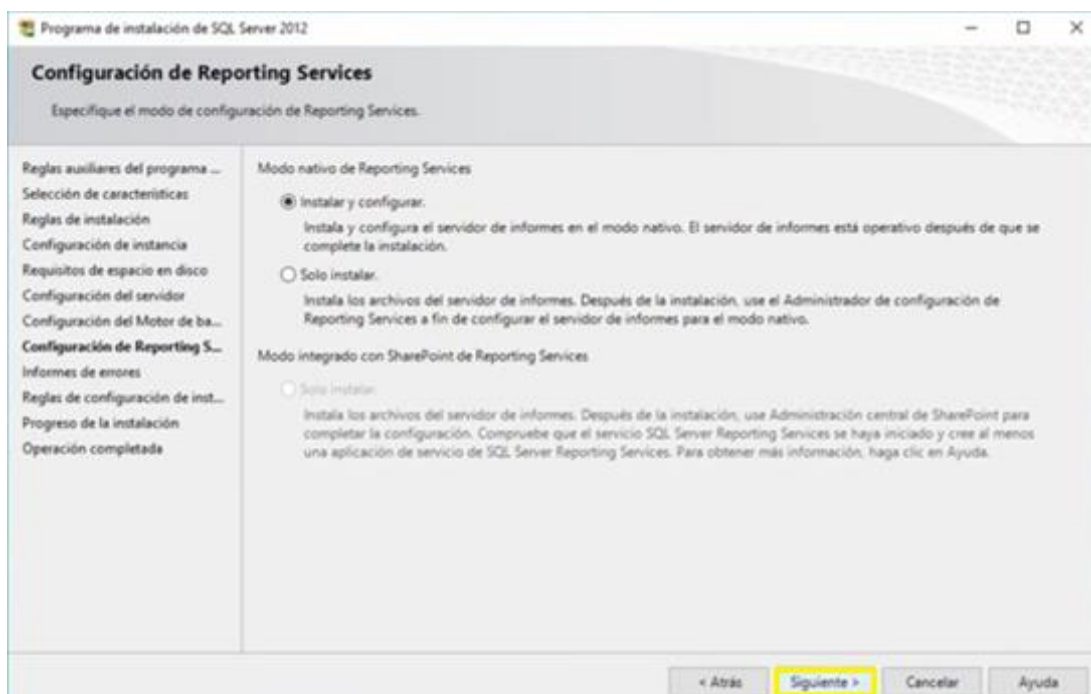 Programa de instalación de SQL Server 2012
Configuración de Reporting Services
Especifique el modo de configuración de Reporting Services.
Reglas auxiliares del programa ...
Selección de características
Reglas de instalación
Configuración de instancia
Requisitos de espacio en disco
Configuración del servidor
Configuración del Motor de ba...
Configuración de Reporting S...
Informes de errores
Reglas de configuración de inst...
Progreso de la instalación
Operación completada
Modo nativo de Reporting Services
Instalar y configurar.
Instala y configura el servidor de informes en el modo nativo. El servidor de informes está operativo después de que se
complete la instalación.
Solo instalar.
Instala los archivos del servidor de informes. Después de la instalación, use el Administrador de configuración de
Reporting Services a fin de configurar el servidor de informes para el modo nativo.
Modo integrado con SharePoint de Reporting Services
Solo instalar.
Instala los archivos del servidor de informes. Después de la instalación, use Administración central de SharePoint para
completar la configuración. Compruebe que el servicio SQL Server Reporting Services se haya iniciado y cree al menos
una aplicación de servicio de SQL Server Reporting Services. Para obtener más información, haga clic en Ayuda.
< Atrás
Siguiente >
Cancelar
Ayuda